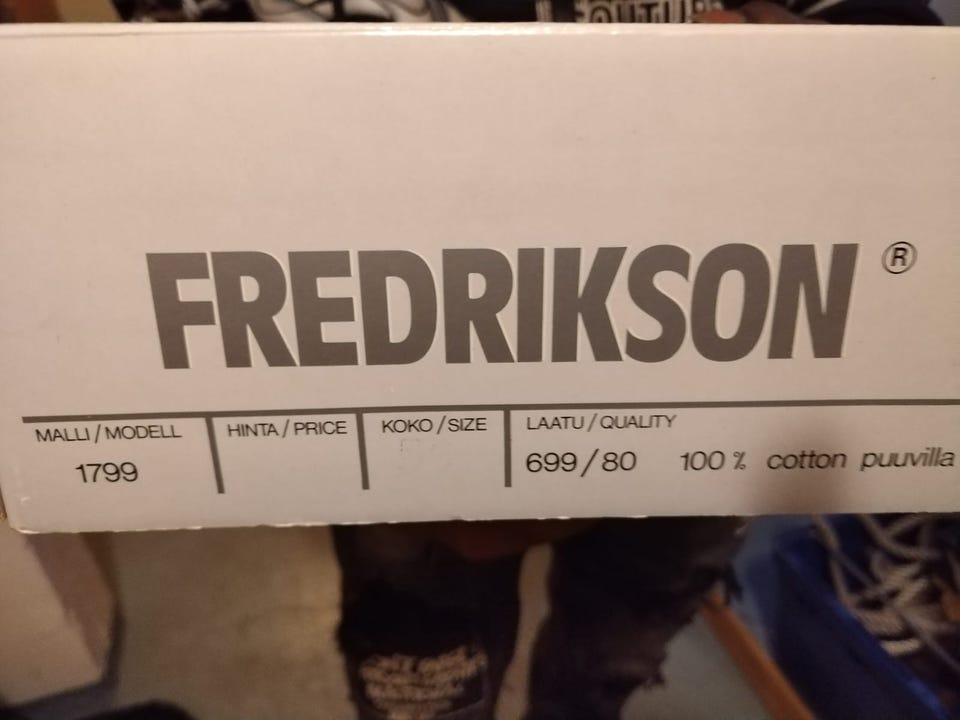 FREDRIKSON ®
MALLI / MODELL HINTA / PRICE KOKO / SIZE LAATU / QUALITY
1799 699 / 80 100 % cotton puuvilla